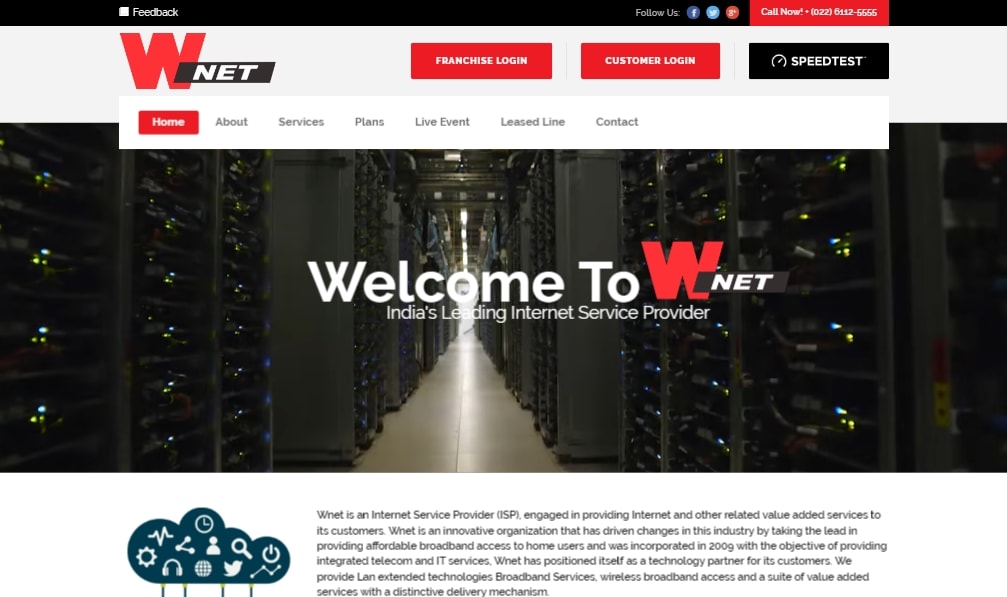 Feedback
Follow Us:
Call Now! + (022) 6112-5555
WNET
FRANCHISE LOGIN
CUSTOMER LOGIN
SPEEDTEST
Home About Services Plans Live Event Leased Line Contact
Welcome To WNET
India's Leading Internet Service Provider
Wnet is an Internet Service Provider (ISP), engaged in providing Internet and other related value added services to
its customers. Wnet is an innovative organization that has driven changes in this industry by taking the lead in
providing affordable broadband access to home users and was incorporated in 2009 with the objective of providing
integrated telecom and IT services, Wnet has positioned itself as a technology partner for its customers. We
provide Lan extended technologies Broadband Services, wireless broadband access and a suite of value added
services with a distinctive delivery mechanism.